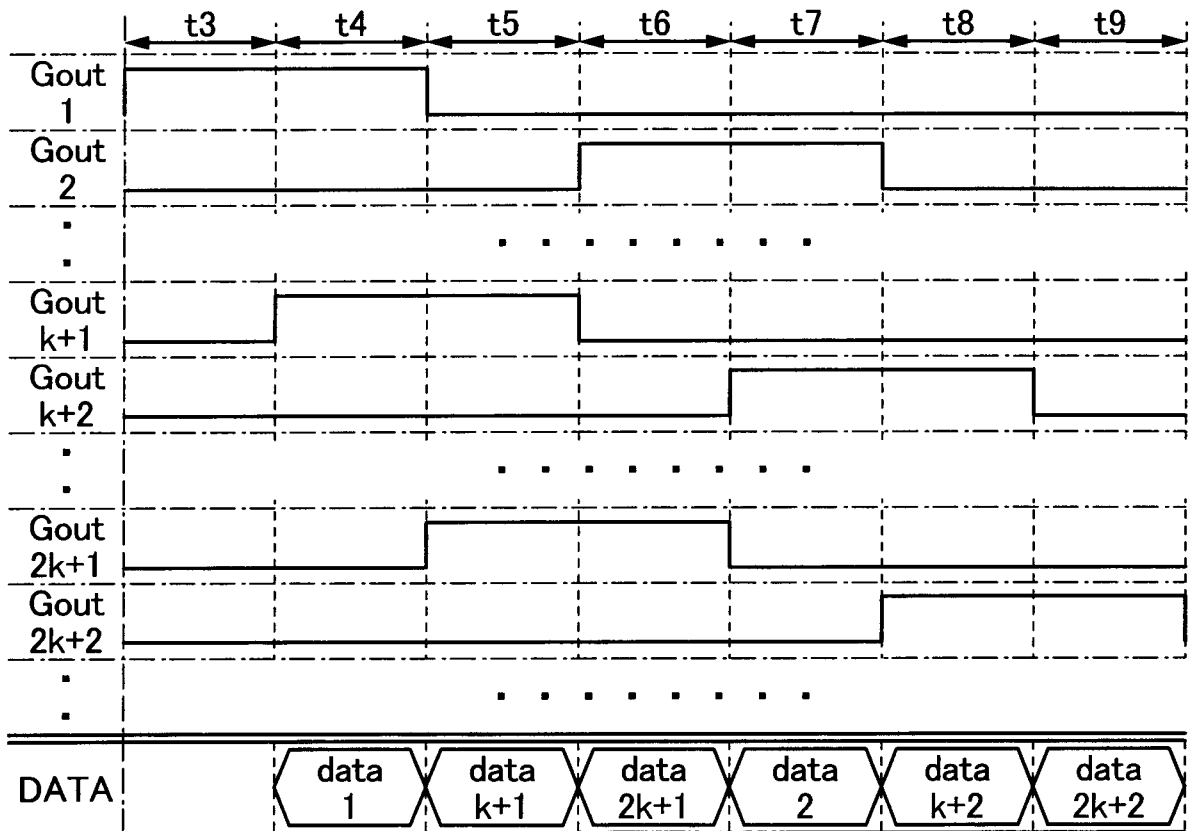 t3 t4 t5 t6 t7 t8 t9
Gout
1
Gout
2
Gout
k+1
Gout
k+2
Gout
2k+1
Gout
2k+2
DATA
data
1
data
k+1
data
2k+1
data
2
data
k+2
data
2k+2